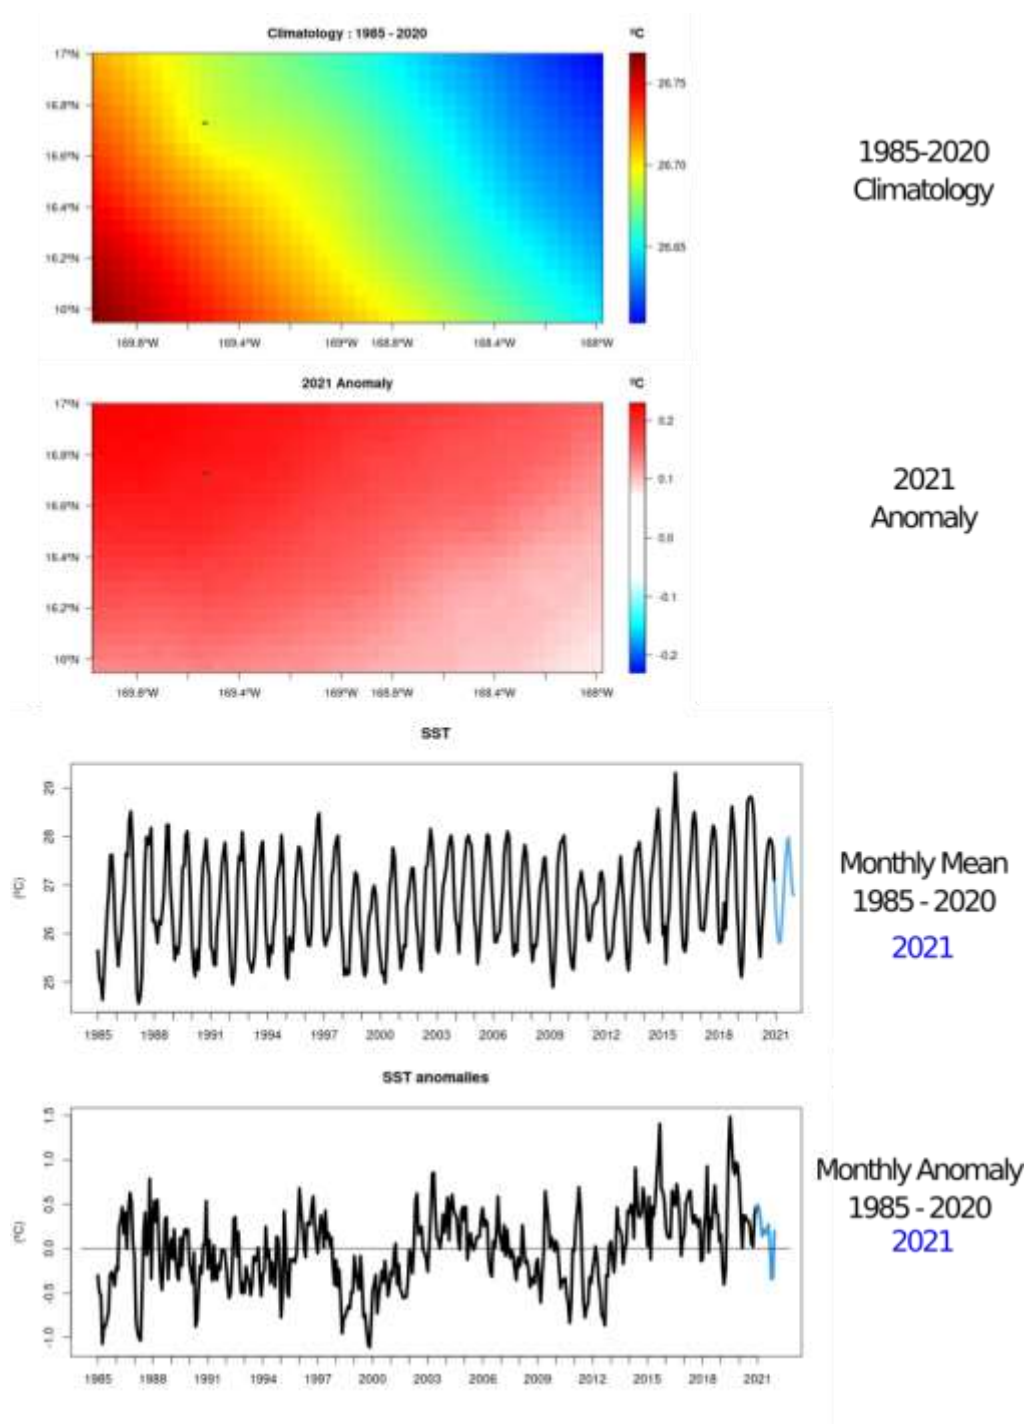 Climatology : 1985 - 2020
ºC
17°N
16.8°N
16.6°N
16.4°N
16.2°N
16°N
169.8°W 169.4°W 169°W 168.8°W 168.4°W 168°W
26.75
26.70
26.65
1985-2020
Climatology
2021 Anomaly
ºC
17°N
16.8°N
16.6°N
16.4°N
16.2°N
16°N
169.8°W 169.4°W 169°W 168.8°W 168.4°W 168°W
0.2
0.1
0.0
-0.1
-0.2
2021
Anomaly
SST
(ºC)
29
28
27
26
25
1985 1988 1991 1994 1997 2000 2003 2006 2009 2012 2015 2018 2021
Monthly Mean
1985 - 2020
2021
SST anomalies
(ºC)
1.5
1.0
0.5
0.0
-0.5
-1.0
1985 1988 1991 1994 1997 2000 2003 2006 2009 2012 2015 2018 2021
Monthly Anomaly
1985 - 2020
2021